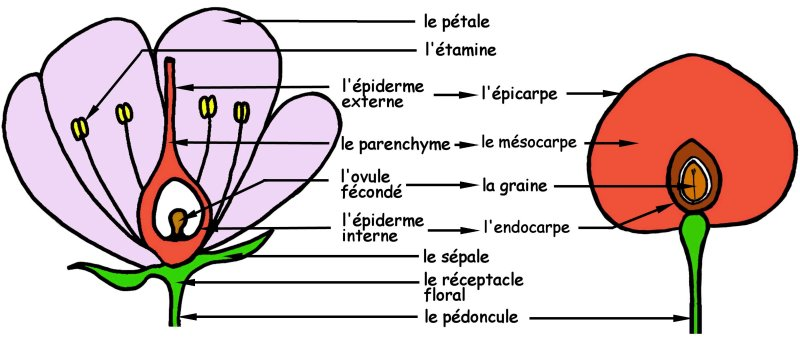 le pétale
l'étamine
l'épiderme
externe
l'épicarpe
le parenchyme
le mésocarpe
l'ovule
fécondé
la graine
l'épiderme
interne
l'endocarpe
le sépale
le réceptacle
floral
le pédoncule